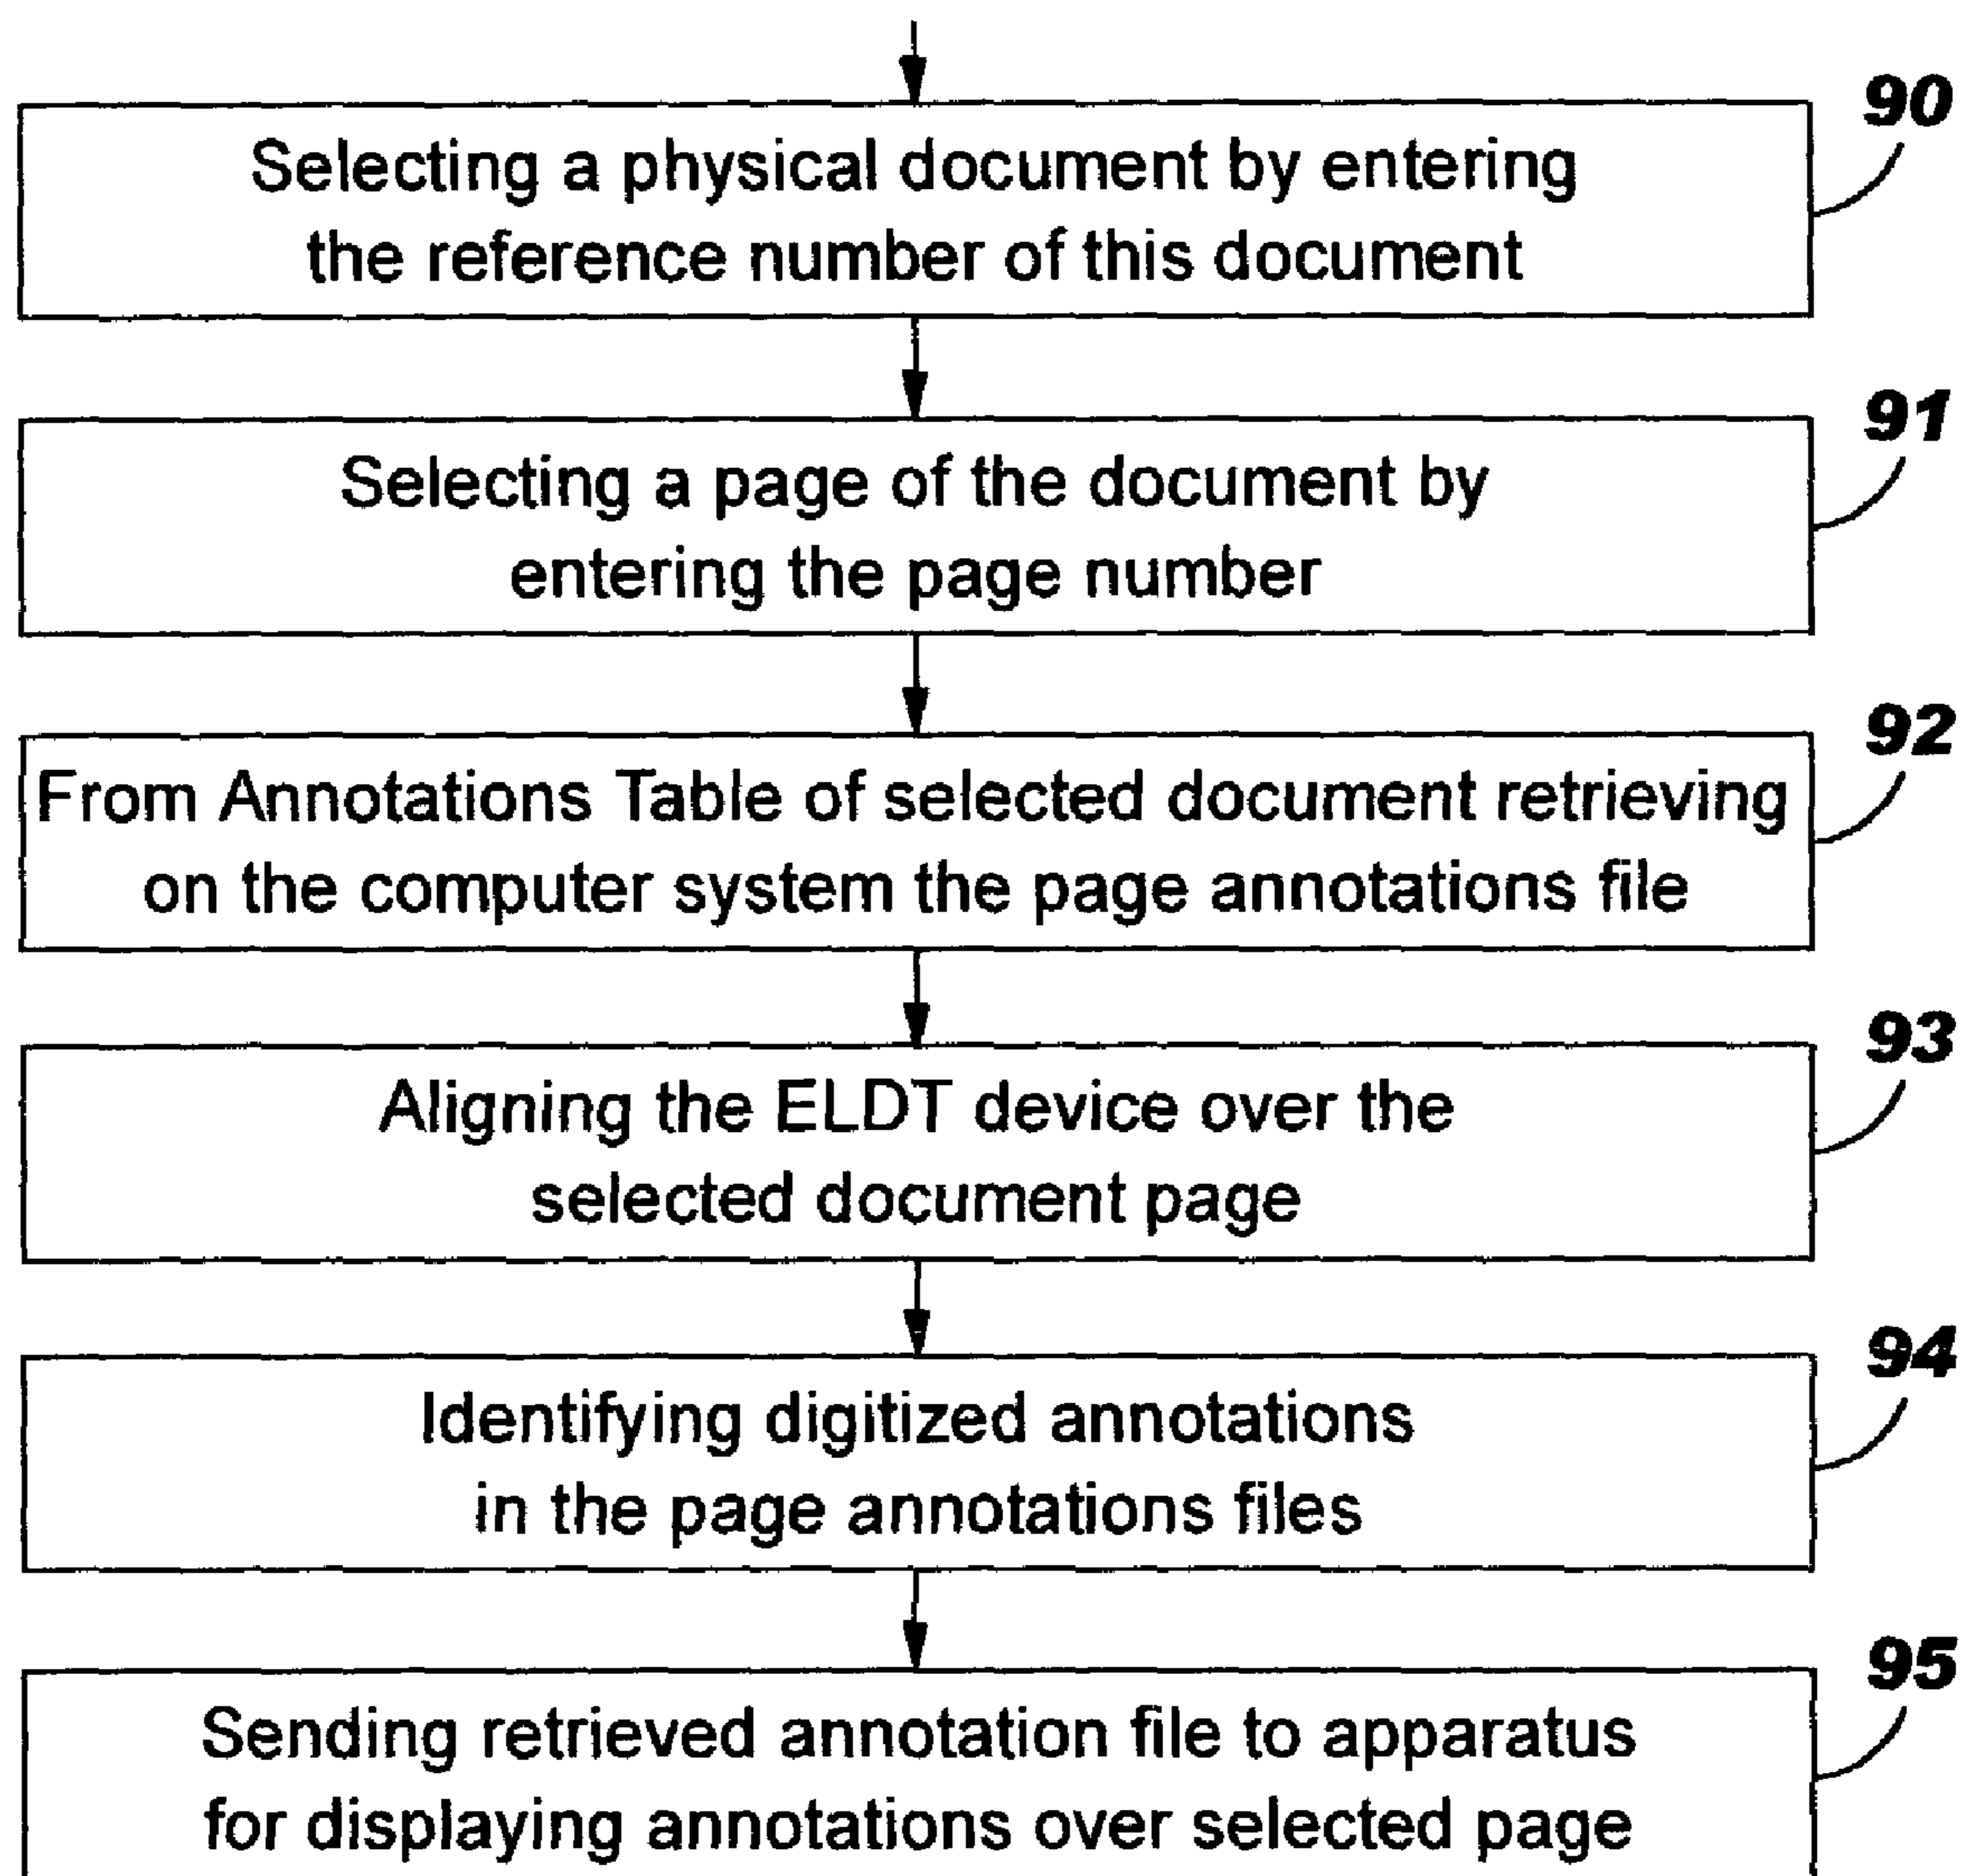 90
Selecting a physical document by entering
the reference number of this document
91
Selecting a page of the document by
entering the page number
92
From Annotations Table of selected document retrieving
on the computer system the page annotations file
93
Aligning the ELDT device over the
selected document page
94
Identifying digitized annotations
in the page annotations files
95
Sending retrieved annotation file to apparatus
for displaying annotations over selected page